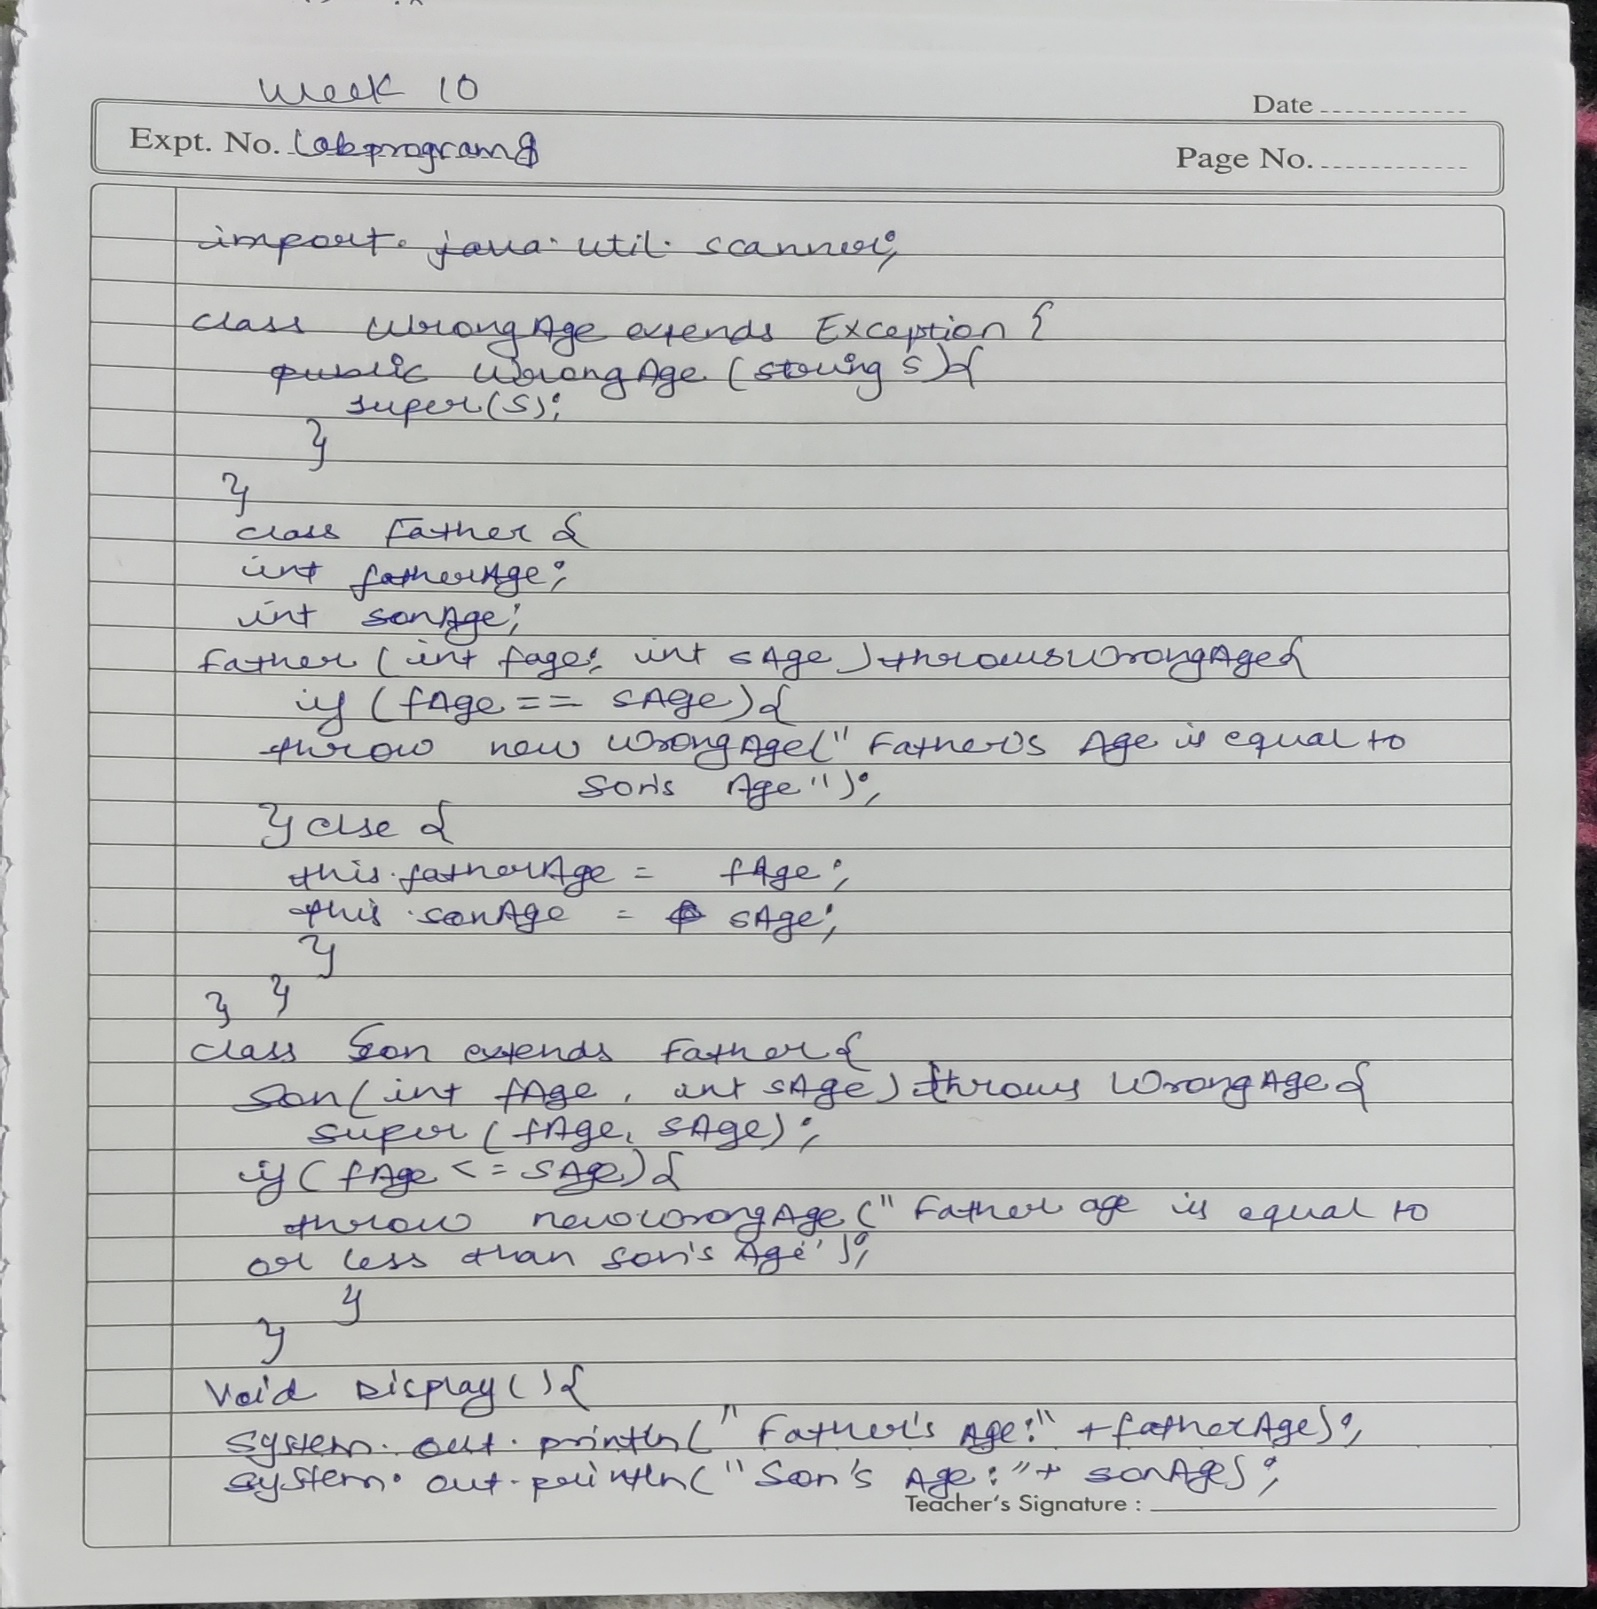 Week 10
Date
Expt. No. Lab program 8
Page No.
import. java. util. scanner;
class WrongAge extends Exception {
public WrongAge (string s){
super(s);
}
}
class Father {
int fatherAge;
int sonAge;
Father (int fage, int sAge) throws WrongAge{
if (fAge == sAge){
throw new WrongAge(" Father's Age is equal to
Son's Age");
} else {
this.fatherAge = fAge;
this.sonAge = sAge;
}
} }
class Son extends Father {
Son(int fAge, int sAge) throws WrongAge {
super (fAge, sAge);
if ( fAge <= sAge) {
throw new WrongAge (" Father age is equal to
or less than son's Age');
}
}
Void Display(){
System. out. println(" Father's Age:" + fatherAge);
System. out. println(" Son's Age:"+ sonAge);
Teacher's Signature :